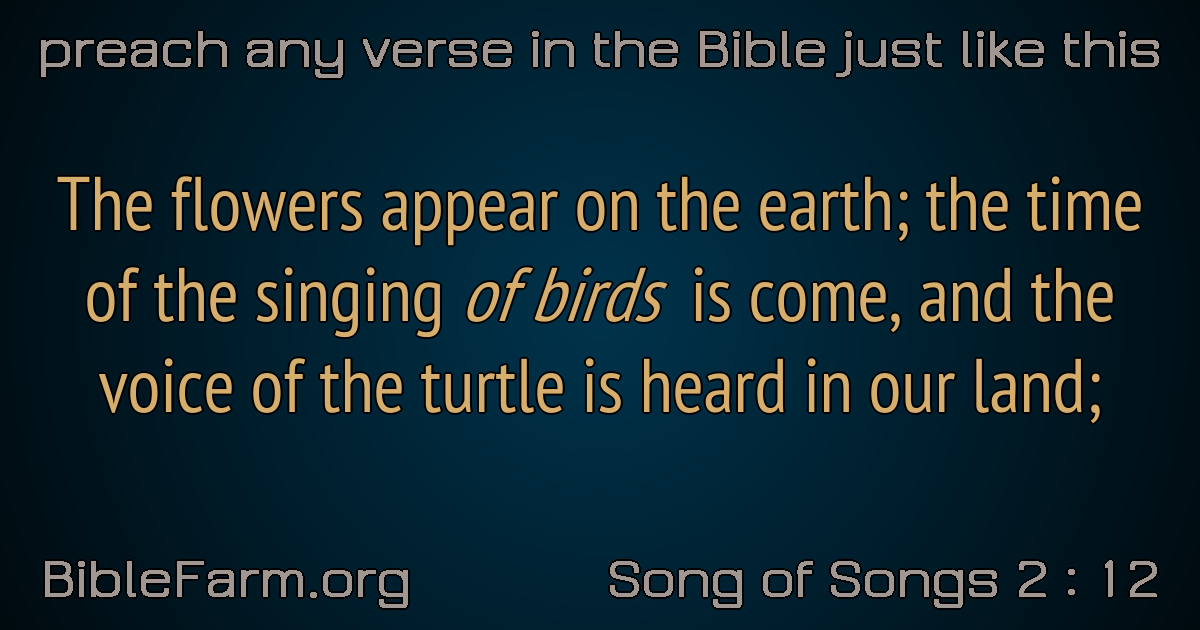 preach any verse in the Bible just like this
The flowers appear on the earth; the time
of the singing of birds is come, and the
voice of the turtle is heard in our land;
BibleFarm.org
Song of Songs 2 : 12